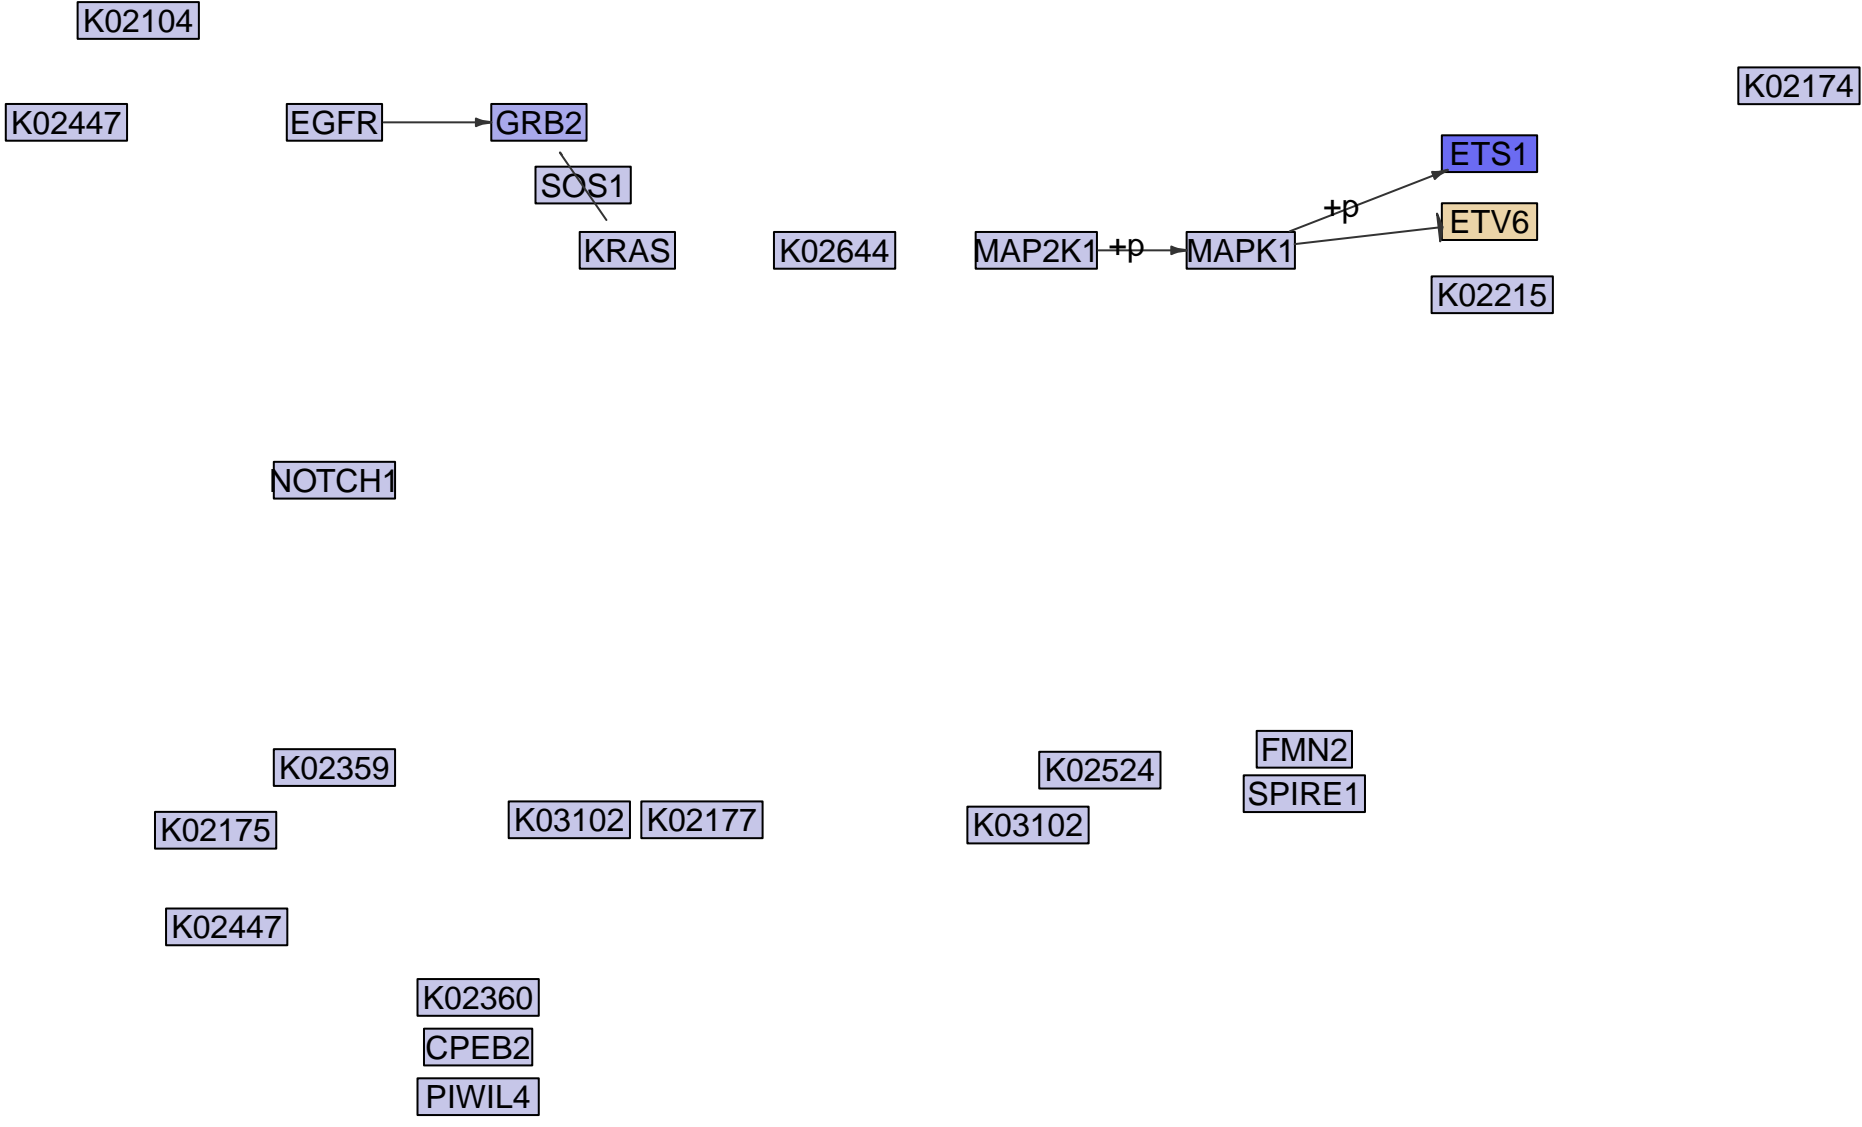 K02104
K02174
K02447
EGFR
GRB2
ETS1
SOS1
+p
ETV6
KRAS
K02644
MAP2K1
+p
MAPK1
K02215
NOTCH1
FMN2
K02359
K02524
SPIRE1
K02175
K03102
K02177
K03102
K02447
K02360
CPEB2
PIWIL4